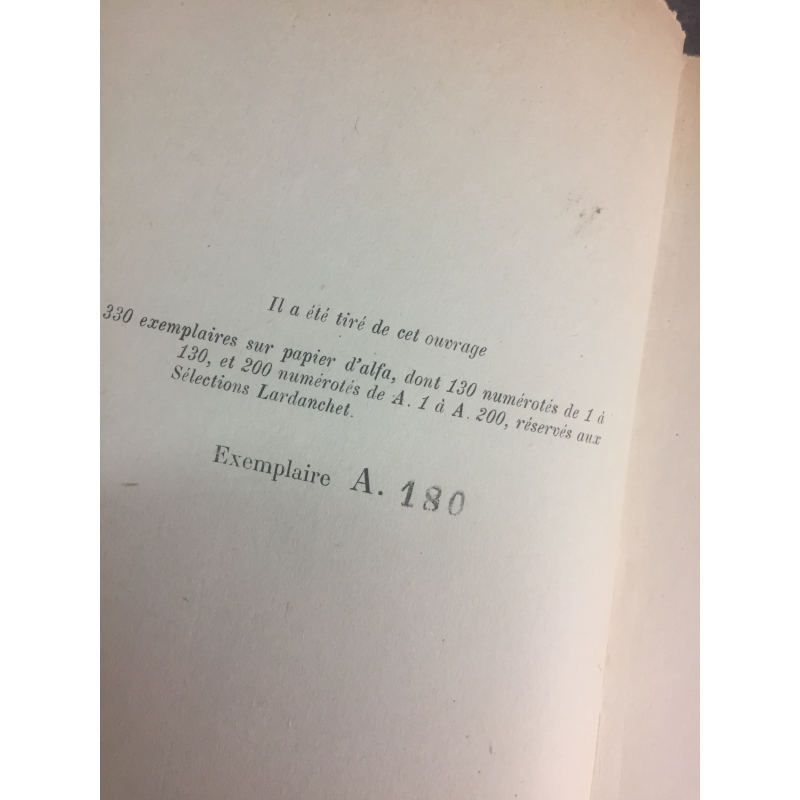 Il a été tiré de cet ouvrage
330 exemplaires sur papier d'alfa, dont 130 numérotés de 1 à
130, et 200 numérotés de A. 1 à A. 200, réservés aux
Sélections Lardanchet.
Exemplaire A. 180